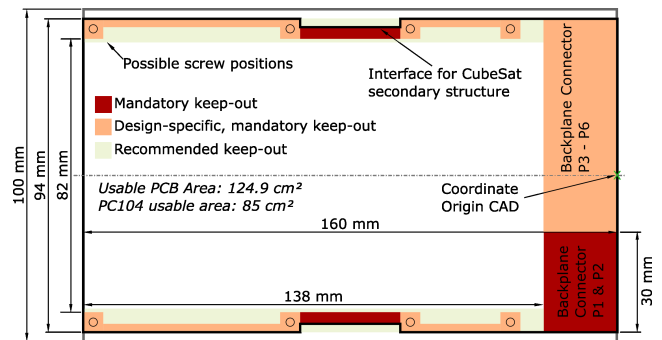 Possible screw positions
Interface for CubeSat
secondary structure
Mandatory keep-out
Design-specific, mandatory keep-out
Recommended keep-out
Usable PCB Area: 124.9 cm²
PC104 usable area: 85 cm²
Coordinate
Origin CAD
Backplane Connector
P3 - P6
Backplane
Connector
P1 & P2
100 mm
94 mm
82 mm
160 mm
138 mm
30 mm